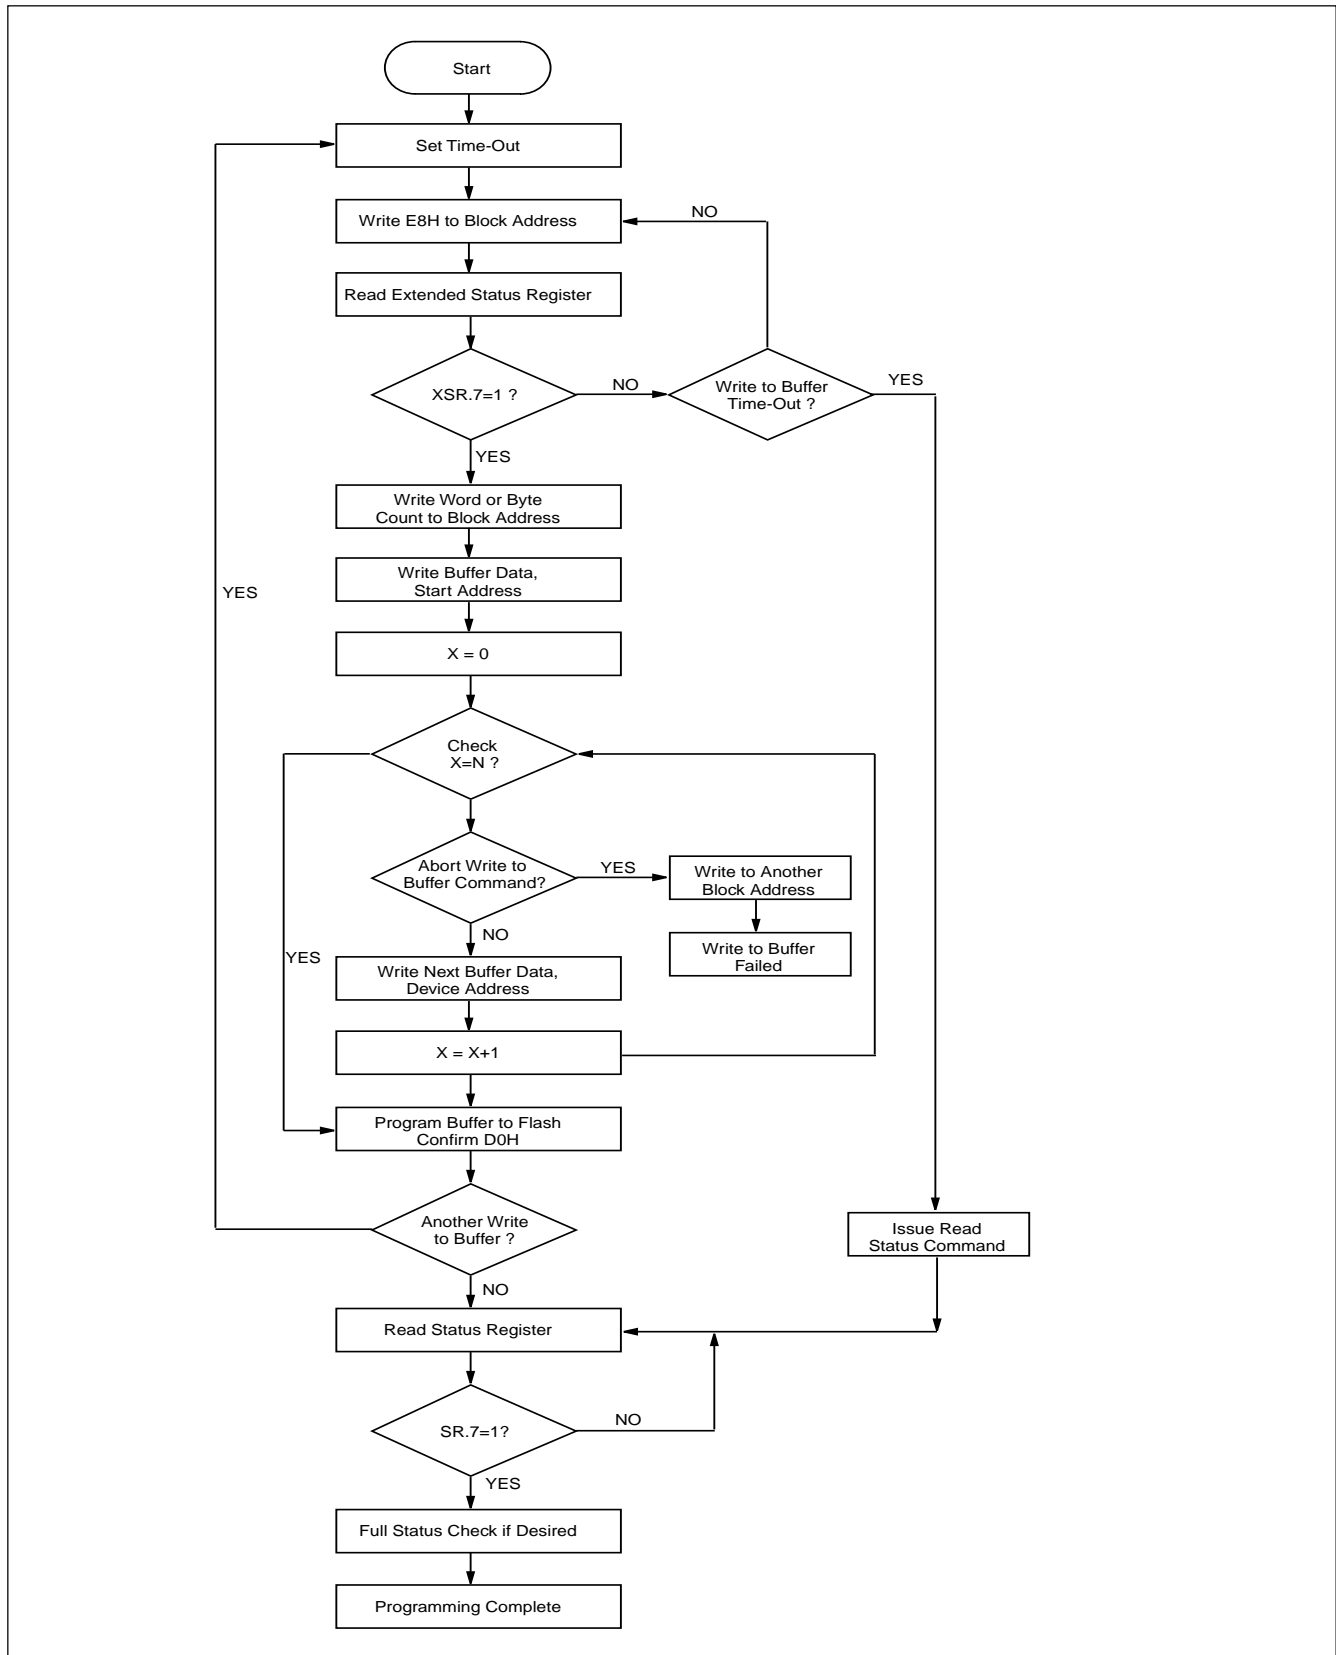 Start
Set Time-Out
Write E8H to Block Address
NO
Read Extended Status Register
XSR.7=1 ?
NO
Write to Buffer
Time-Out ?
YES
YES
Write Word or Byte
Count to Block Address
Write Buffer Data,
Start Address
YES
X = 0
Check
X=N ?
Abort Write to
Buffer Command?
YES
Write to Another
Block Address
NO
Write to Buffer
Failed
YES
Write Next Buffer Data,
Device Address
X = X+1
Program Buffer to Flash
Confirm D0H
Another Write
to Buffer ?
Issue Read
Status Command
NO
Read Status Register
SR.7=1?
NO
YES
Full Status Check if Desired
Programming Complete